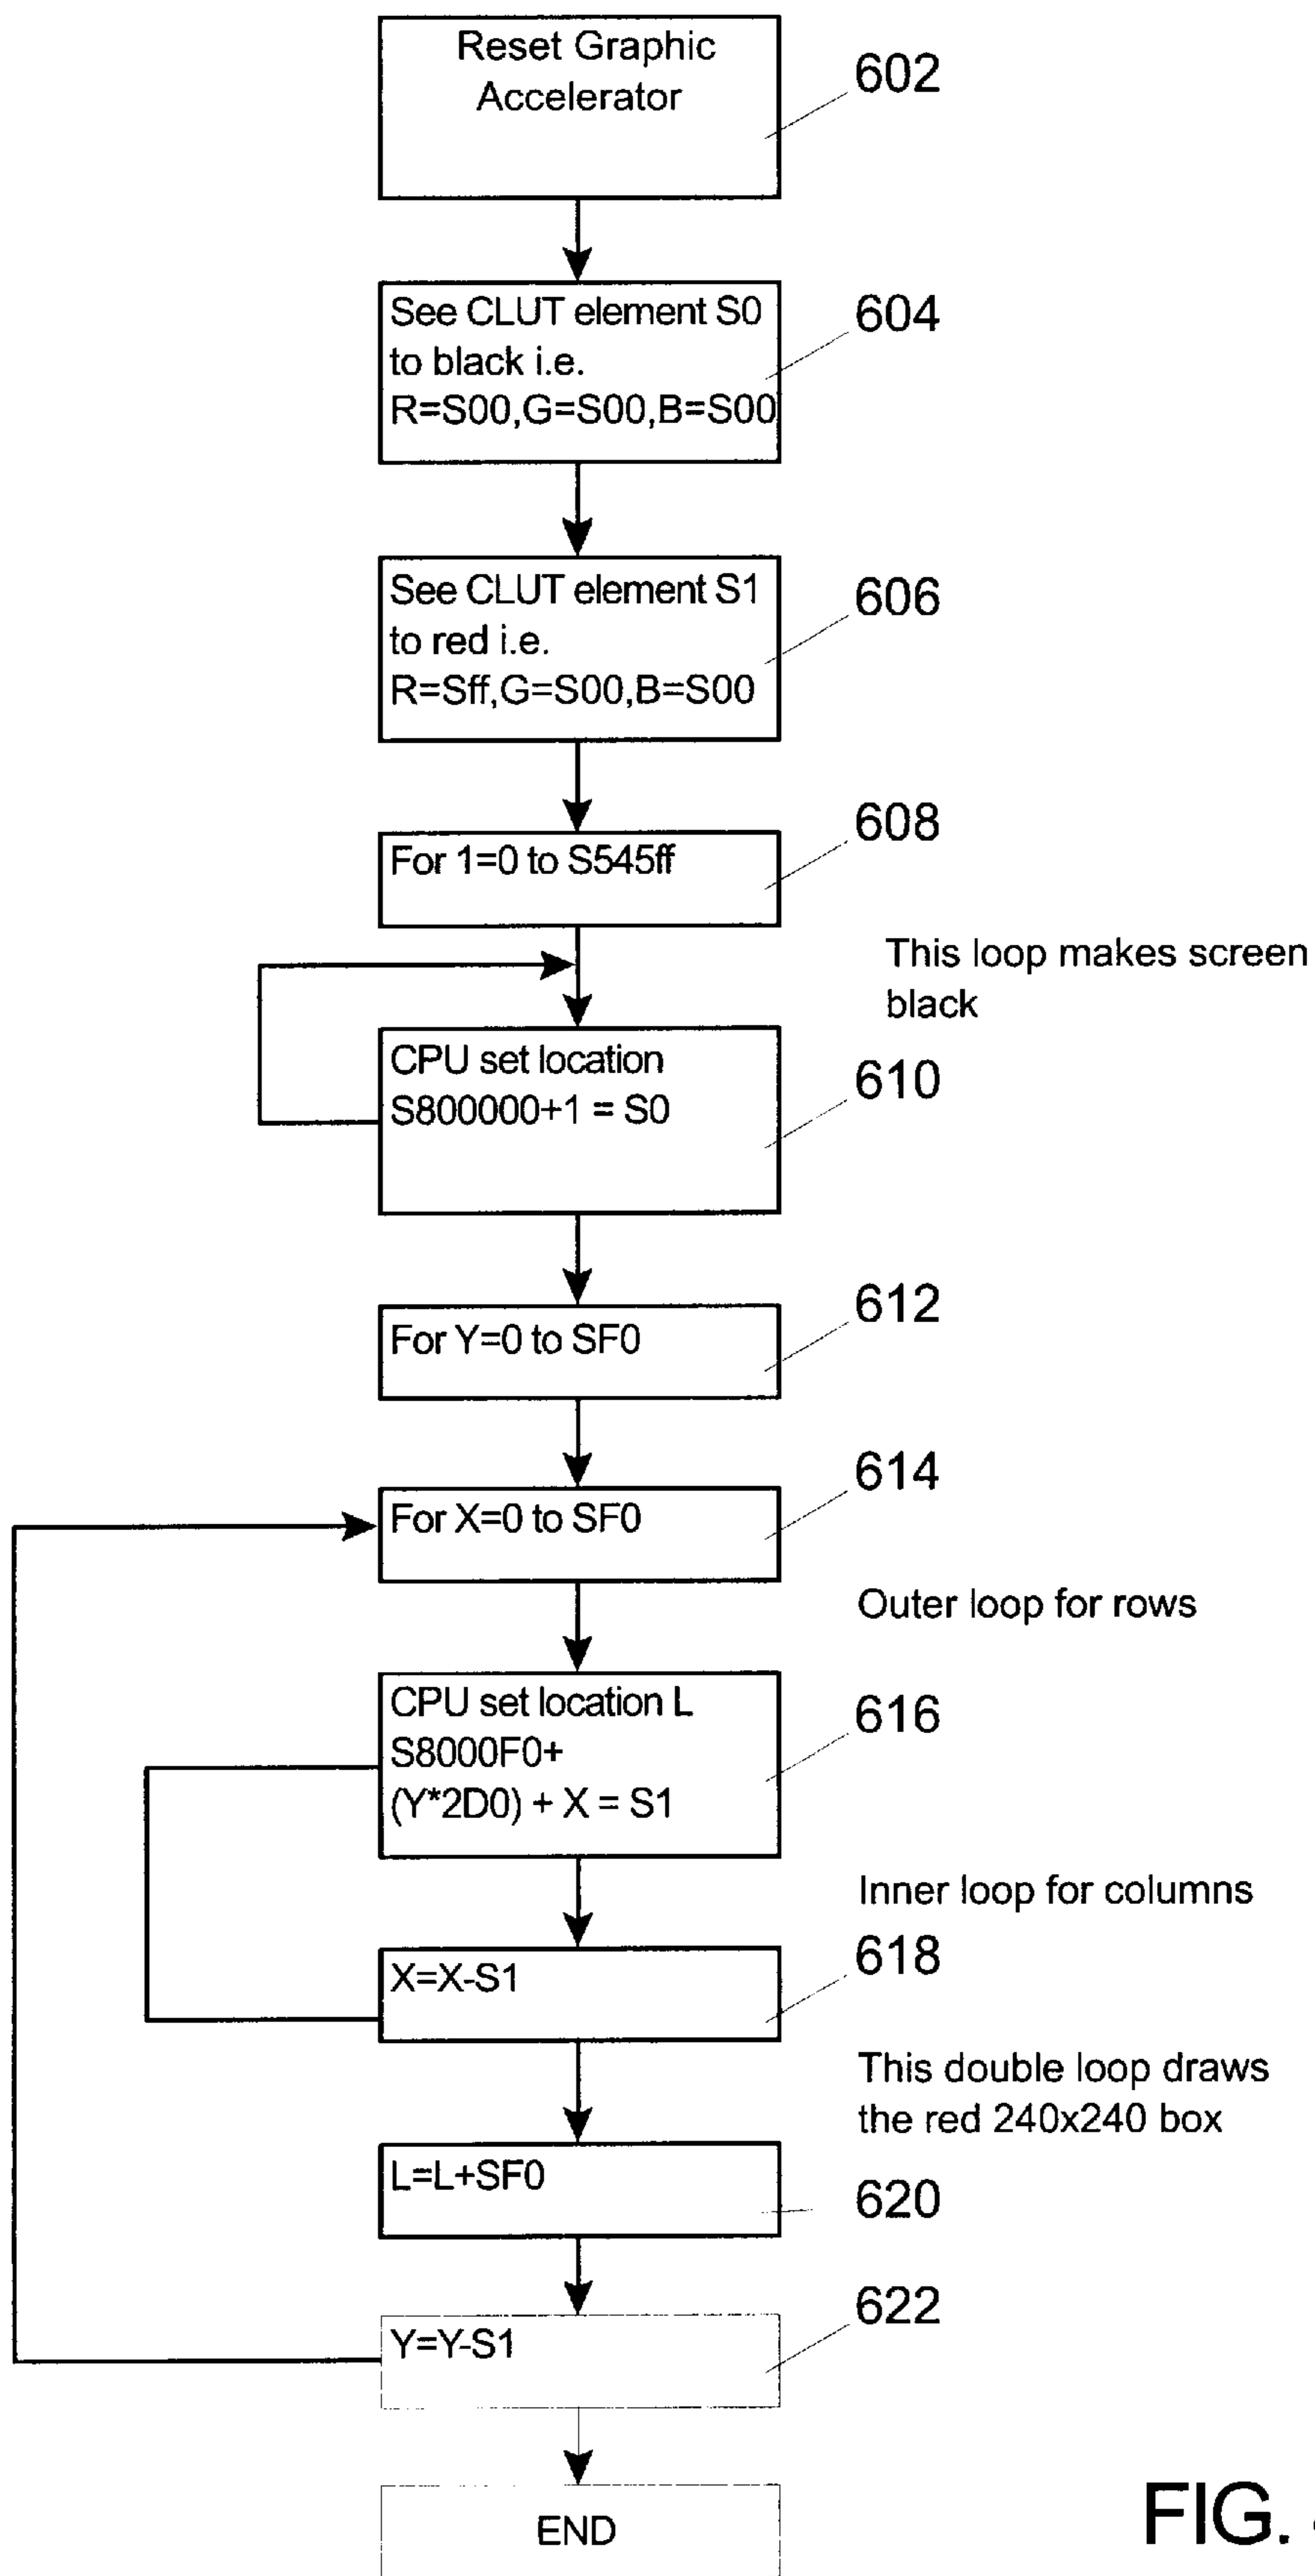 Reset Graphic
Accelerator
602
See CLUT element S0
to black i.e.
R=S00,G=S00,B=S00
604
See CLUT element S1
to red i.e.
R=Sff,G=S00,B=S00
606
For 1=0 to S545ff
608
This loop makes screen
black
CPU set location
S800000+1 = S0
610
For Y=0 to SF0
612
For X=0 to SF0
614
Outer loop for rows
CPU set location L
S8000F0+
(Y*2D0) + X = S1
616
Inner loop for columns
X=X-S1
618
This double loop draws
the red 240x240 box
L=L+SF0
620
Y=Y-S1
622
END
FIG.